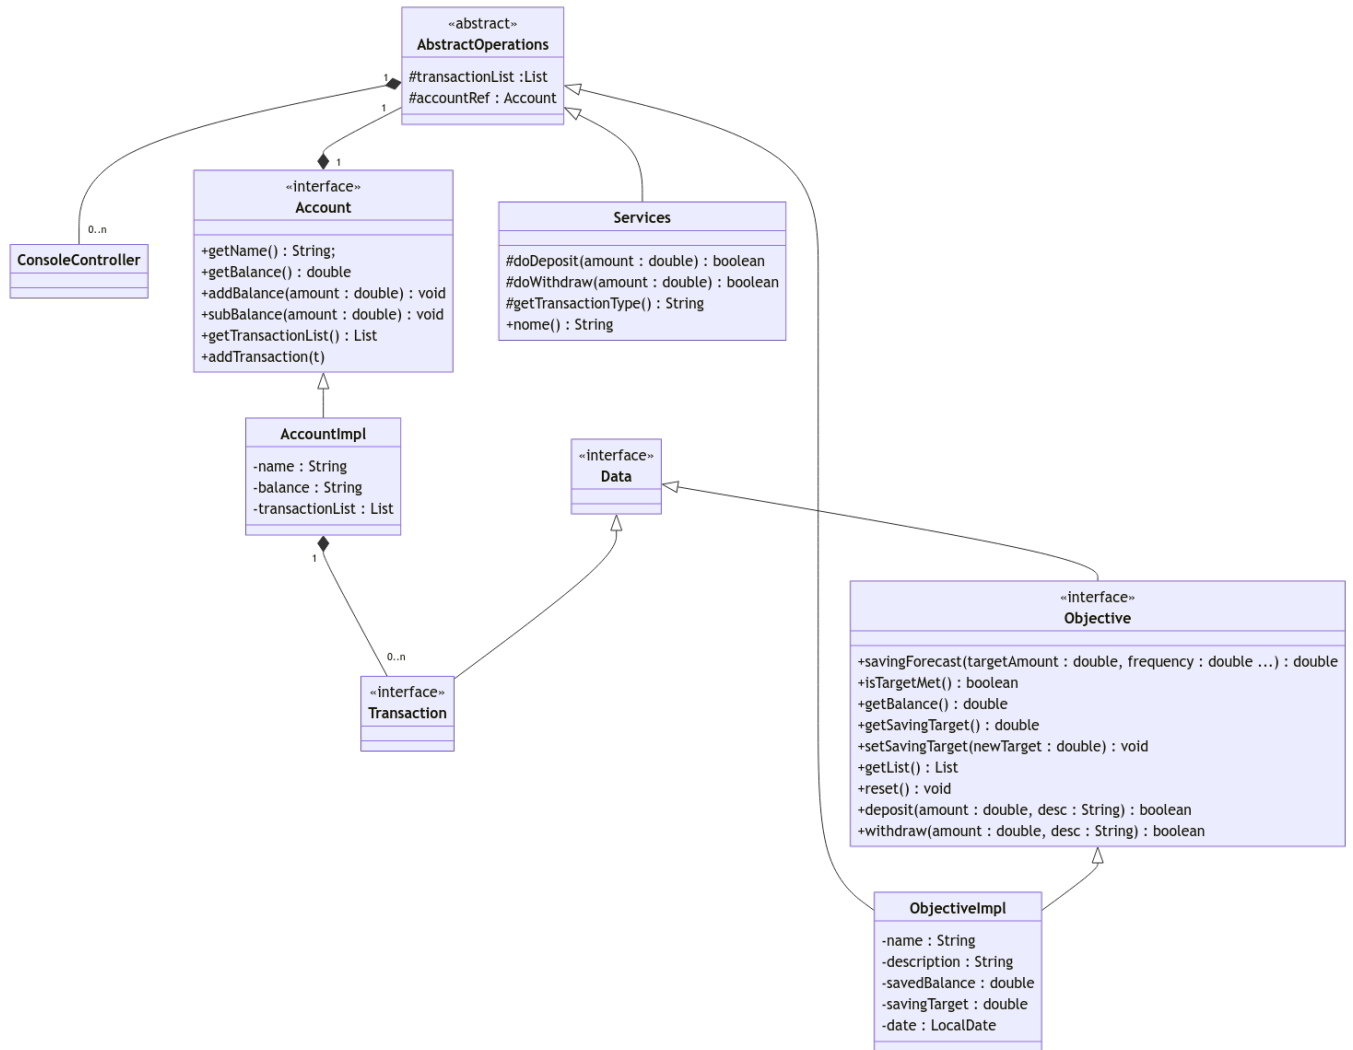 «abstract»
AbstractOperations
#transactionList :List
#accountRef : Account
1
1
1
0..n
ConsoleController
«interface»
Account
+getName() : String;
+getBalance() : double
+addBalance(amount : double) : void
+subBalance(amount : double) : void
+getTransactionList() : List
+addTransaction(t)
Services
#doDeposit(amount : double) : boolean
#doWithdraw(amount : double) : boolean
#getTransactionType() : String
+nome() : String
AccountImpl
-name : String
-balance : String
-transactionList : List
1
0..n
«interface»
Data
«interface»
Transaction
«interface»
Objective
+savingForecast(targetAmount : double, frequency : double ...) : double
+isTargetMet() : boolean
+getBalance() : double
+getSavingTarget() : double
+setSavingTarget(newTarget : double) : void
+getList() : List
+reset() : void
+deposit(amount : double, desc : String) : boolean
+withdraw(amount : double, desc : String) : boolean
ObjectiveImpl
-name : String
-description : String
-savedBalance : double
-savingTarget : double
-date : LocalDate